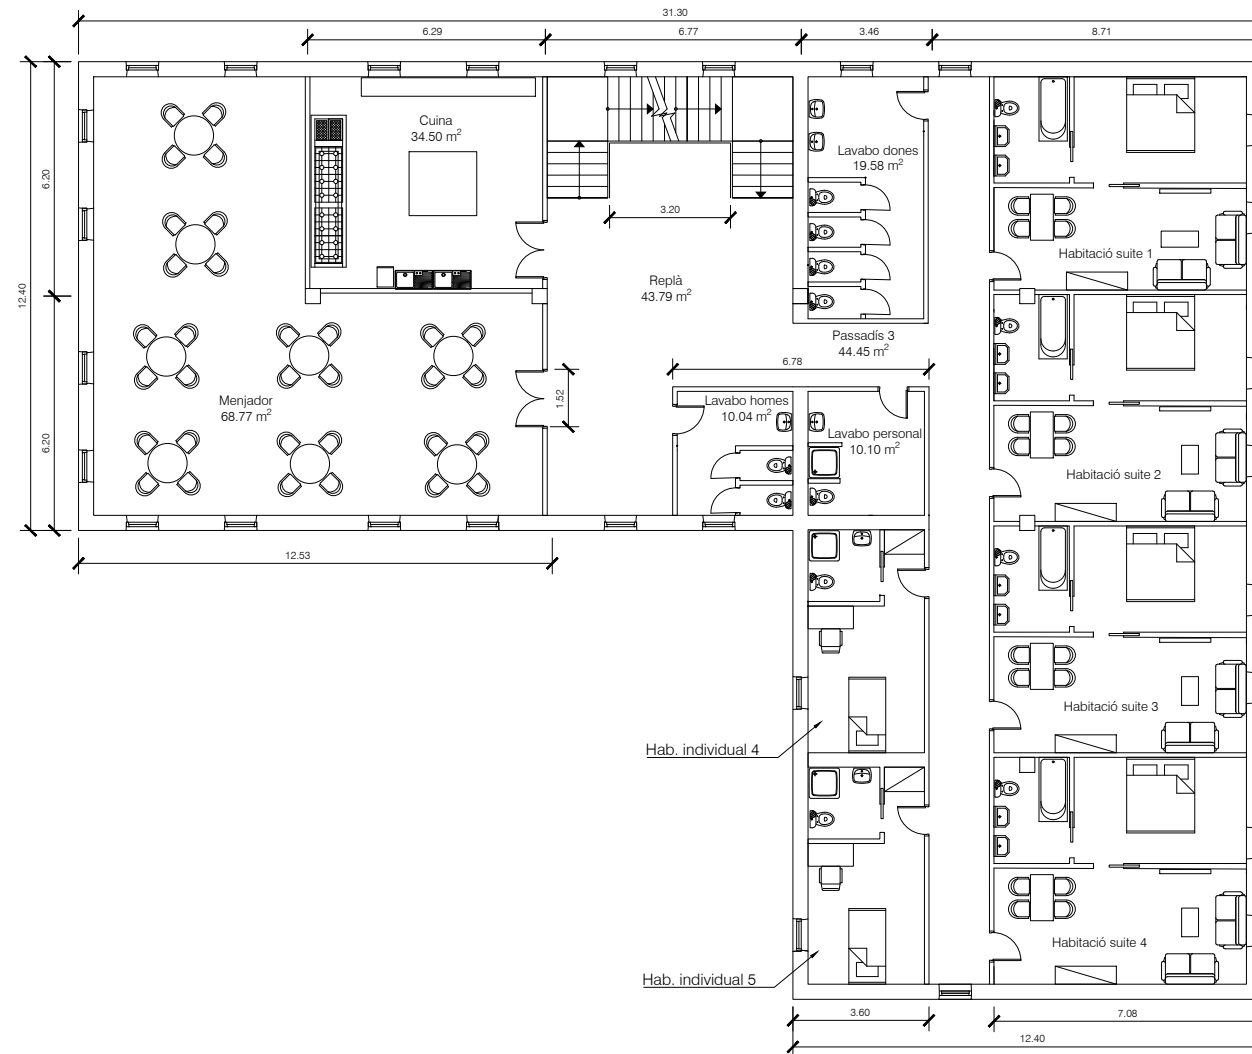 31.30
6.29
6.77
3.46
8.71
Cuina
34.50 m²
Lavabo dones
19.58 m²
6.20
3.20
Habitació suite 1
Replà
43.79 m²
12.40
Passadís 3
44.45 m²
6.78
Menjador
68.77 m²
1.52
Lavabo homes
10.04 m²
Lavabo personal
10.10 m²
6.20
Habitació suite 2
12.53
Habitació suite 3
Hab. individual 4
Habitació suite 4
Hab. individual 5
3.60
7.08
12.40